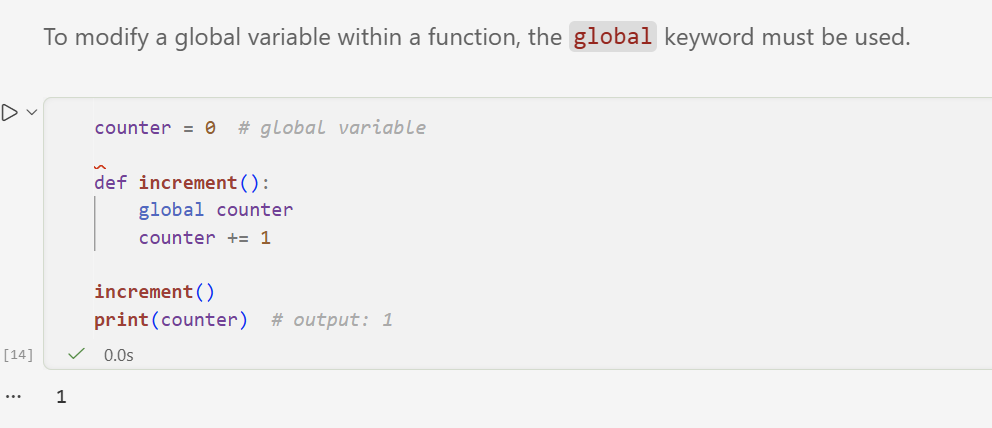 To modify a global variable within a function, the global keyword must be used.
counter = 0  # global variable
def increment():
    global counter
    counter += 1
increment()
print(counter)  # output: 1
[14]
0.0s
...
1